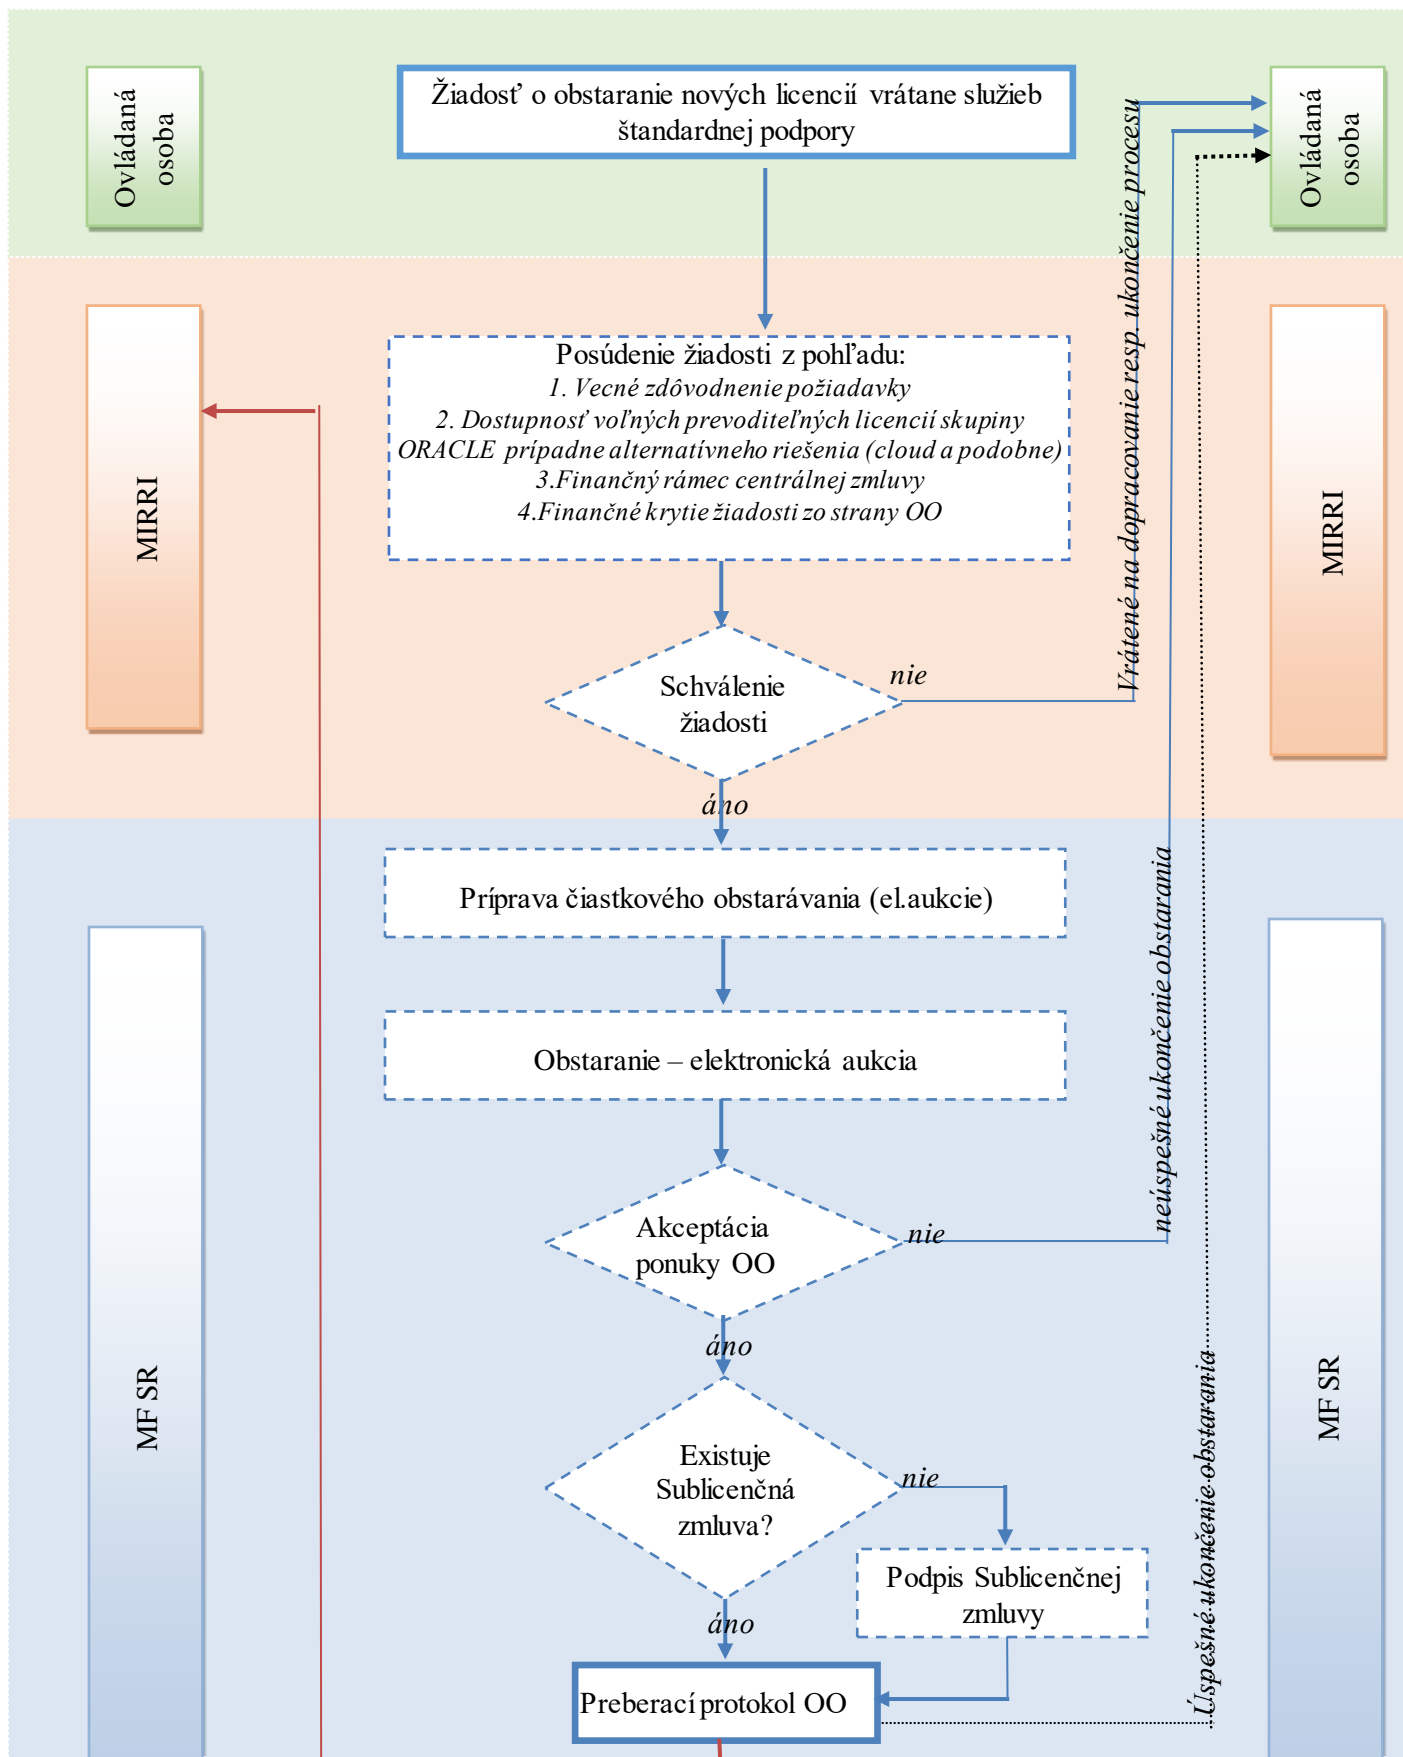 Ovládaná
osoba
Žiadosť o obstaranie nových licencií vrátane služieb
štandardnej podpory
Ovládaná
osoba
Vrátené na dopracovanie resp. ukončenie procesu
MIRRI
Posúdenie žiadosti z pohľadu:
1. Vecné zdôvodnenie požiadavky
2. Dostupnosť voľných prevoditeľných licencií skupiny
ORACLE prípadne alternatívneho riešenia (cloud a podobne)
3.Finančný rámec centrálnej zmluvy
4.Finančné krytie žiadosti zo strany OO
MIRRI
Schválenie
žiadosti
nie
áno
Príprava čiastkového obstarávania (el.aukcie)
neúspešné ukončenie obstarania
Obstaranie – elektronická aukcia
Akceptácia
ponuky OO
nie
áno
MF SR
MF SR
Existuje
Sublicenčná
zmluva?
nie
Úspešné ukončenie obstarania
Podpis Sublicenčnej
zmluvy
áno
Preberací protokol OO